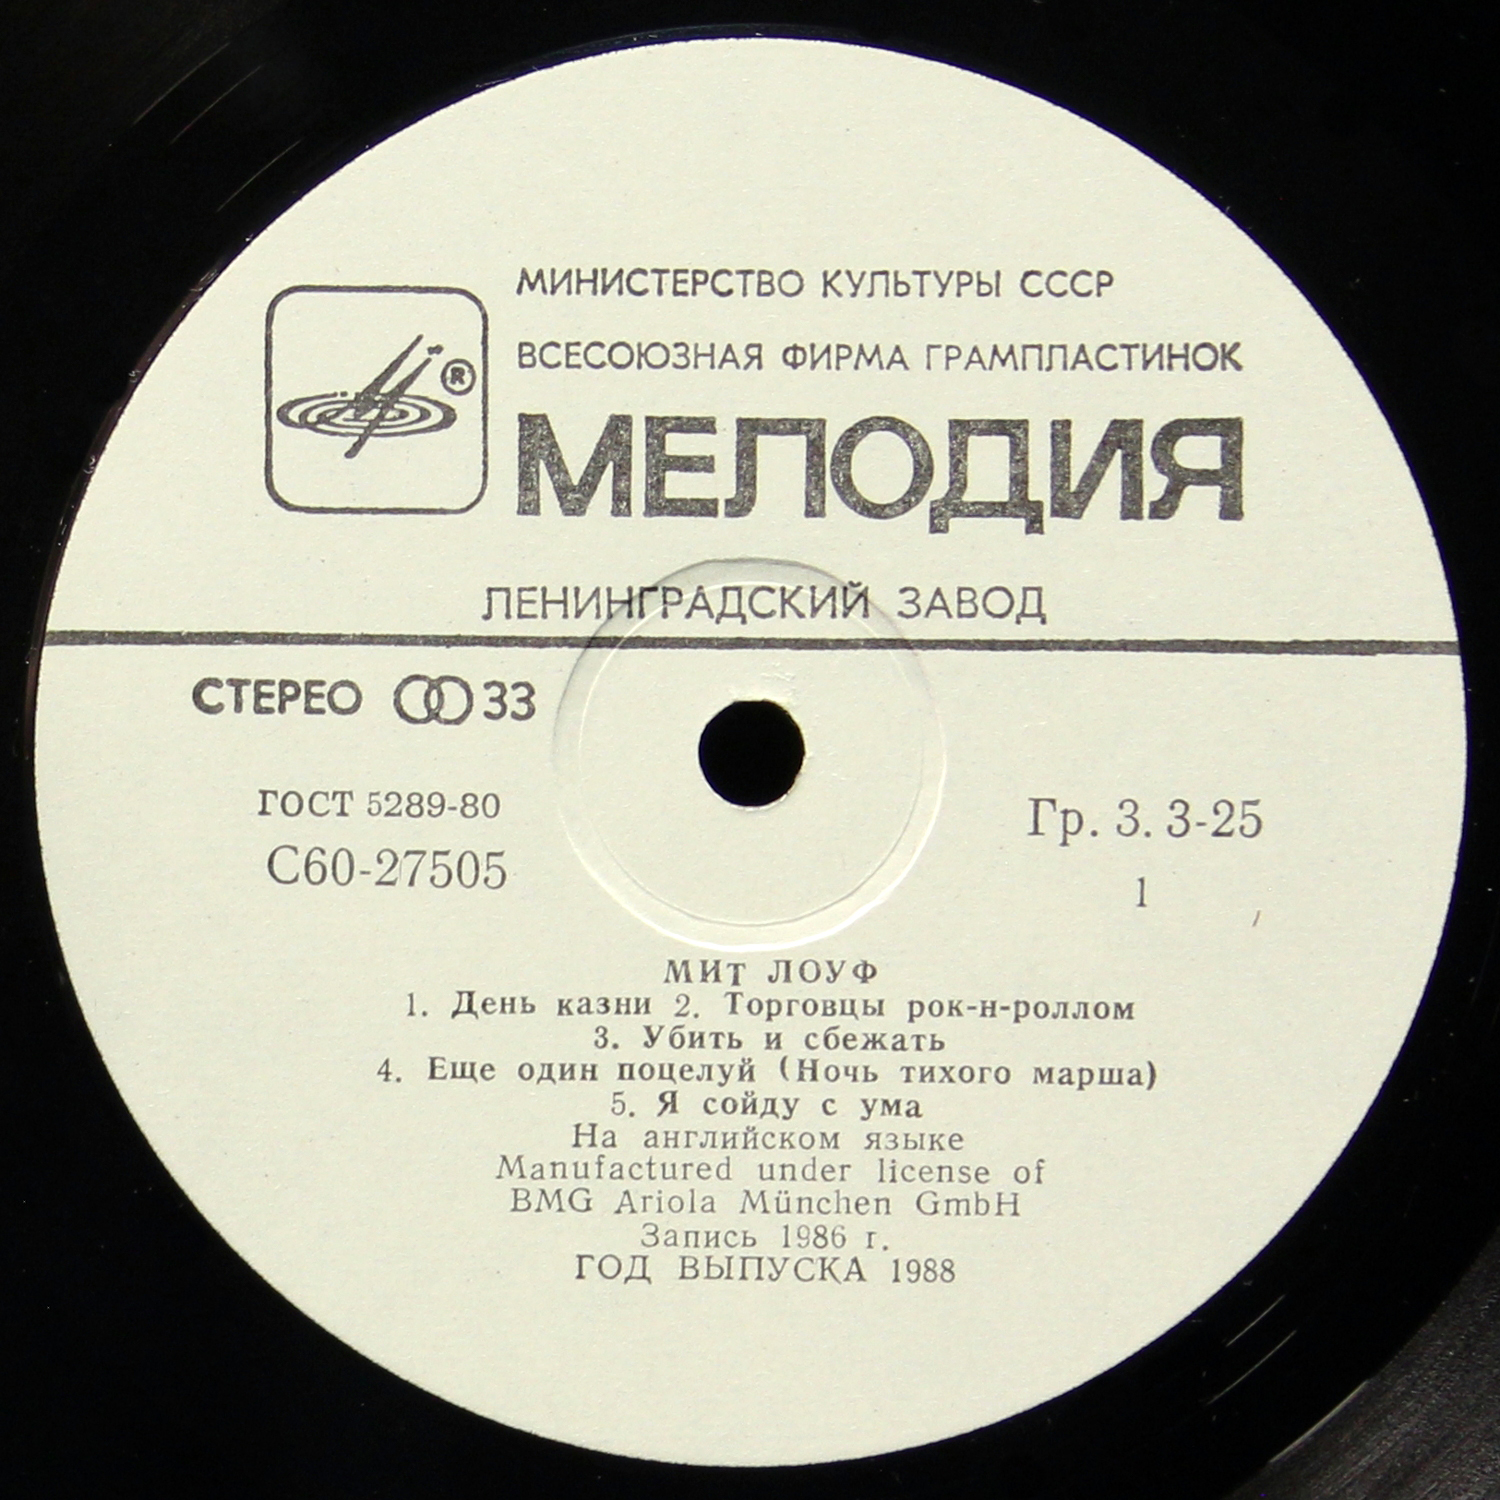 МИНИСТЕРСТВО КУЛЬТУРЫ СССР
ВСЕСОЮЗНАЯ ФИРМА ГРАМПЛАСТИНОК
®
МЕЛОДИЯ
ЛЕНИНГРАДСКИЙ ЗАВОД
СТЕРЕО 33
ГОСТ 5289-80
С60-27505
Гр. 3. 3-25
1
МИТ ЛОУФ
1. День казни 2. Торговцы рок-н-роллом
3. Убить и сбежать
4. Еще один поцелуй (Ночь тихого марша)
5. Я сойду с ума
На английском языке
Manufactured under license of
BMG Ariola München GmbH
Запись 1986 г.
ГОД ВЫПУСКА 1988